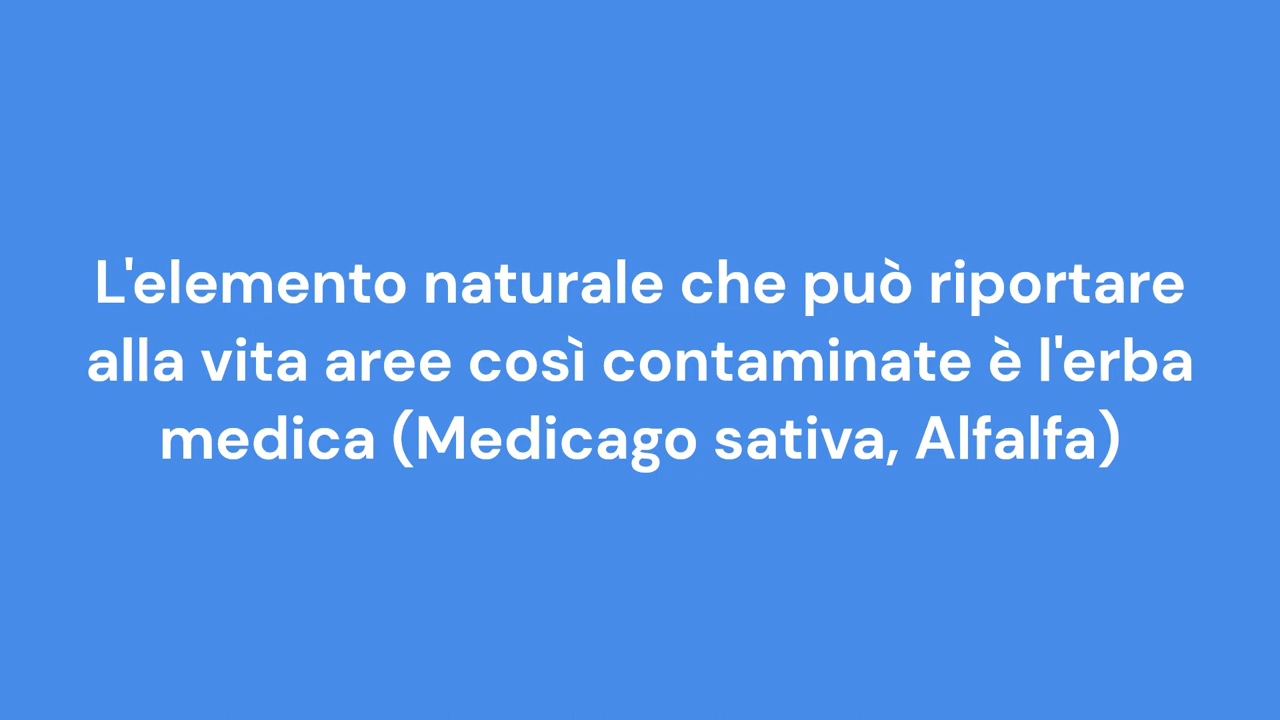 L'elemento naturale che può riportare
alla vita aree così contaminate è l'erba
medica (Medicago sativa, Alfalfa)